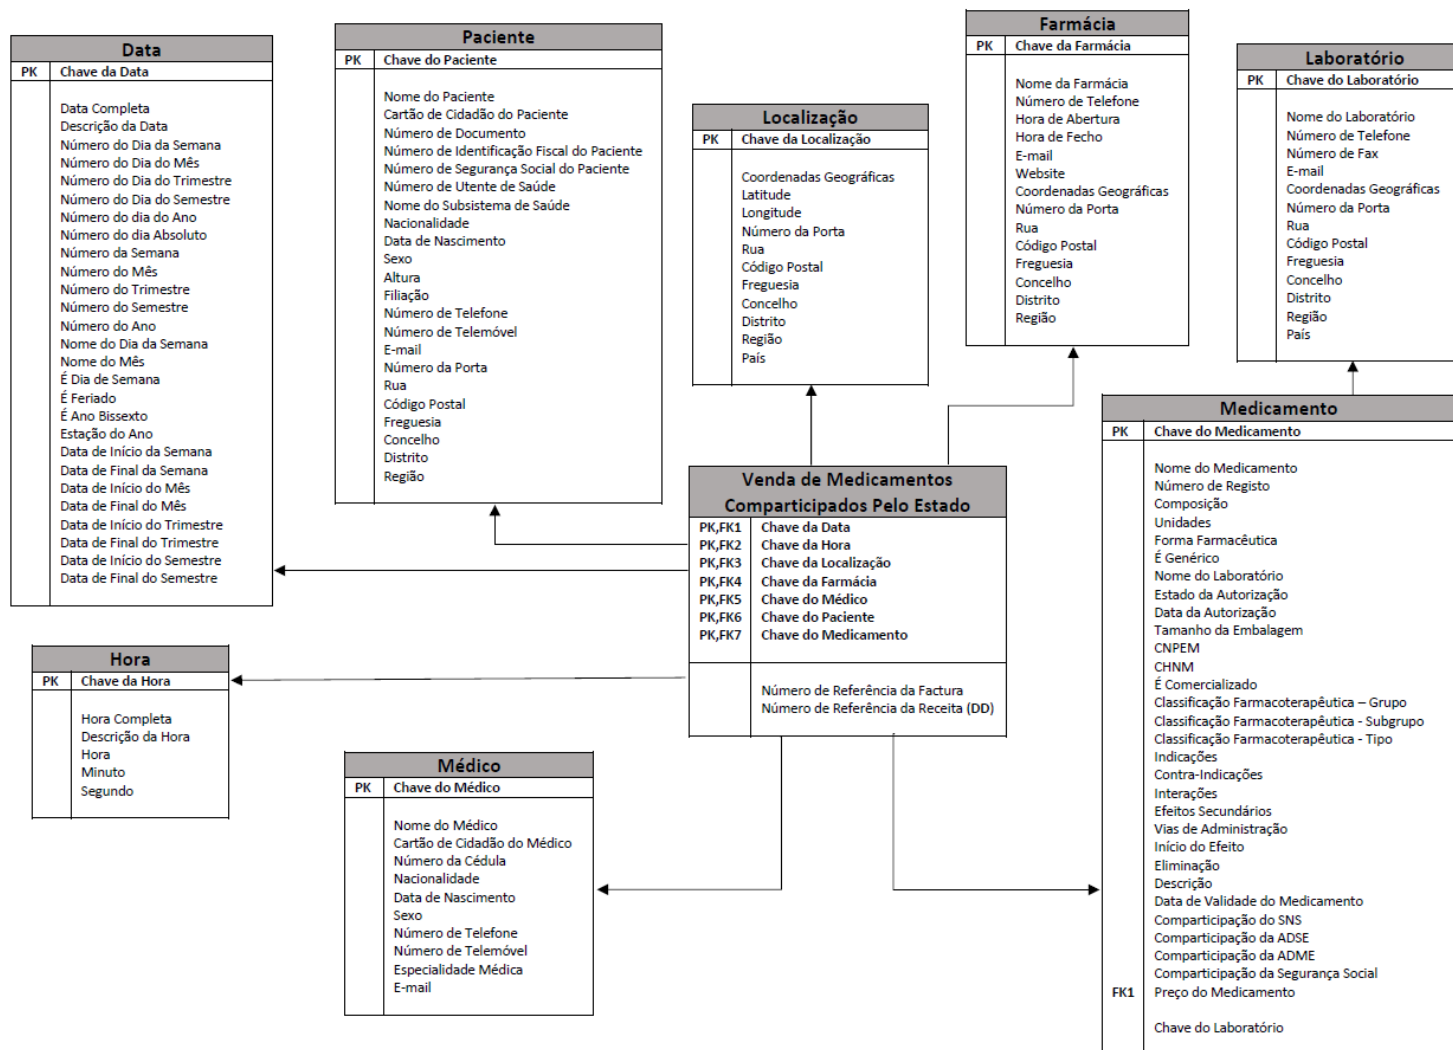 Data
PK Chave da Data
Data Completa
Descrição da Data
Número do Dia da Semana
Número do Dia do Mês
Número do Dia do Trimestre
Número do Dia do Semestre
Número do dia do Ano
Número do dia Absoluto
Número da Semana
Número do Mês
Número do Trimestre
Número do Semestre
Número do Ano
Nome do Dia da Semana
Nome do Mês
É Dia de Semana
É Feriado
É Ano Bissexto
Estação do Ano
Data de Início da Semana
Data de Final da Semana
Data de Início do Mês
Data de Final do Mês
Data de Início do Trimestre
Data de Final do Trimestre
Data de Início do Semestre
Data de Final do Semestre
Paciente
PK Chave do Paciente
Nome do Paciente
Cartão de Cidadão do Paciente
Número de Documento
Número de Identificação Fiscal do Paciente
Número de Segurança Social do Paciente
Número de Utente de Saúde
Nome do Subsistema de Saúde
Nacionalidade
Data de Nascimento
Sexo
Altura
Filiação
Número de Telefone
Número de Telemóvel
E-mail
Número da Porta
Rua
Código Postal
Freguesia
Concelho
Distrito
Região
Localização
PK Chave da Localização
Coordenadas Geográficas
Latitude
Longitude
Número da Porta
Rua
Código Postal
Freguesia
Concelho
Distrito
Região
País
Farmácia
PK Chave da Farmácia
Nome da Farmácia
Número de Telefone
Hora de Abertura
Hora de Fecho
E-mail
Website
Coordenadas Geográficas
Número da Porta
Rua
Código Postal
Freguesia
Concelho
Distrito
Região
Laboratório
PK Chave do Laboratório
Nome do Laboratório
Número de Telefone
Número de Fax
E-mail
Coordenadas Geográficas
Número da Porta
Rua
Código Postal
Freguesia
Concelho
Distrito
Região
País
Venda de Medicamentos
Comparticipados Pelo Estado
PK,FK1 Chave da Data
PK,FK2 Chave da Hora
PK,FK3 Chave da Localização
PK,FK4 Chave da Farmácia
PK,FK5 Chave do Médico
PK,FK6 Chave do Paciente
PK,FK7 Chave do Medicamento
Número de Referência da Factura
Número de Referência da Receita (DD)
Medicamento
PK Chave do Medicamento
Nome do Medicamento
Número de Registo
Composição
Unidades
Forma Farmacêutica
É Genérico
Nome do Laboratório
Estado da Autorização
Data da Autorização
Tamanho da Embalagem
CNPEM
CHNM
É Comercializado
Classificação Farmacoterapêutica – Grupo
Classificação Farmacoterapêutica - Subgrupo
Classificação Farmacoterapêutica - Tipo
Indicações
Contra-Indicações
Interações
Efeitos Secundários
Vias de Administração
Início do Efeito
Eliminação
Descrição
Data de Validade do Medicamento
Comparticipação do SNS
Comparticipação da ADSE
Comparticipação da ADME
Comparticipação da Segurança Social
FK1 Preço do Medicamento
Chave do Laboratório
Hora
PK Chave da Hora
Hora Completa
Descrição da Hora
Hora
Minuto
Segundo
Médico
PK Chave do Médico
Nome do Médico
Cartão de Cidadão do Médico
Número da Cédula
Nacionalidade
Data de Nascimento
Sexo
Número de Telefone
Número de Telemóvel
Especialidade Médica
E-mail